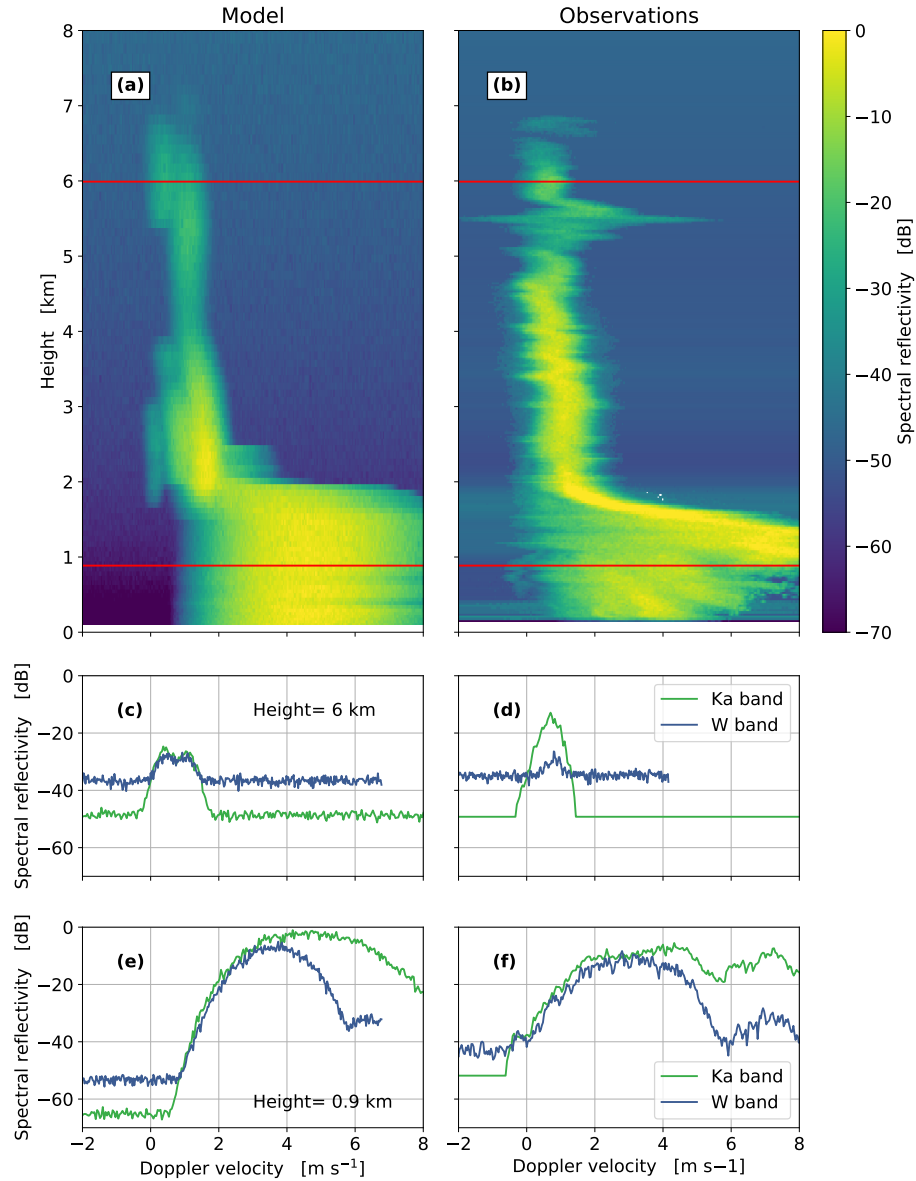 Model
Observations
(a)
(b)
8
7
6
5
4
3
2
1
0
Height [km]
0
−10
−20
−30
−40
−50
−60
−70
Spectral reflectivity [dB]
(c)
Height= 6 km
0
−20
−40
−60
Spectral reflectivity [dB]
(d)
Ka band
W band
(e)
Height= 0.9 km
0
−20
−40
−60
Spectral reflectivity [dB]
−2 0 2 4 6 8
Doppler velocity [m s⁻¹]
(f)
Ka band
W band
−2 0 2 4 6 8
Doppler velocity [m s−1]